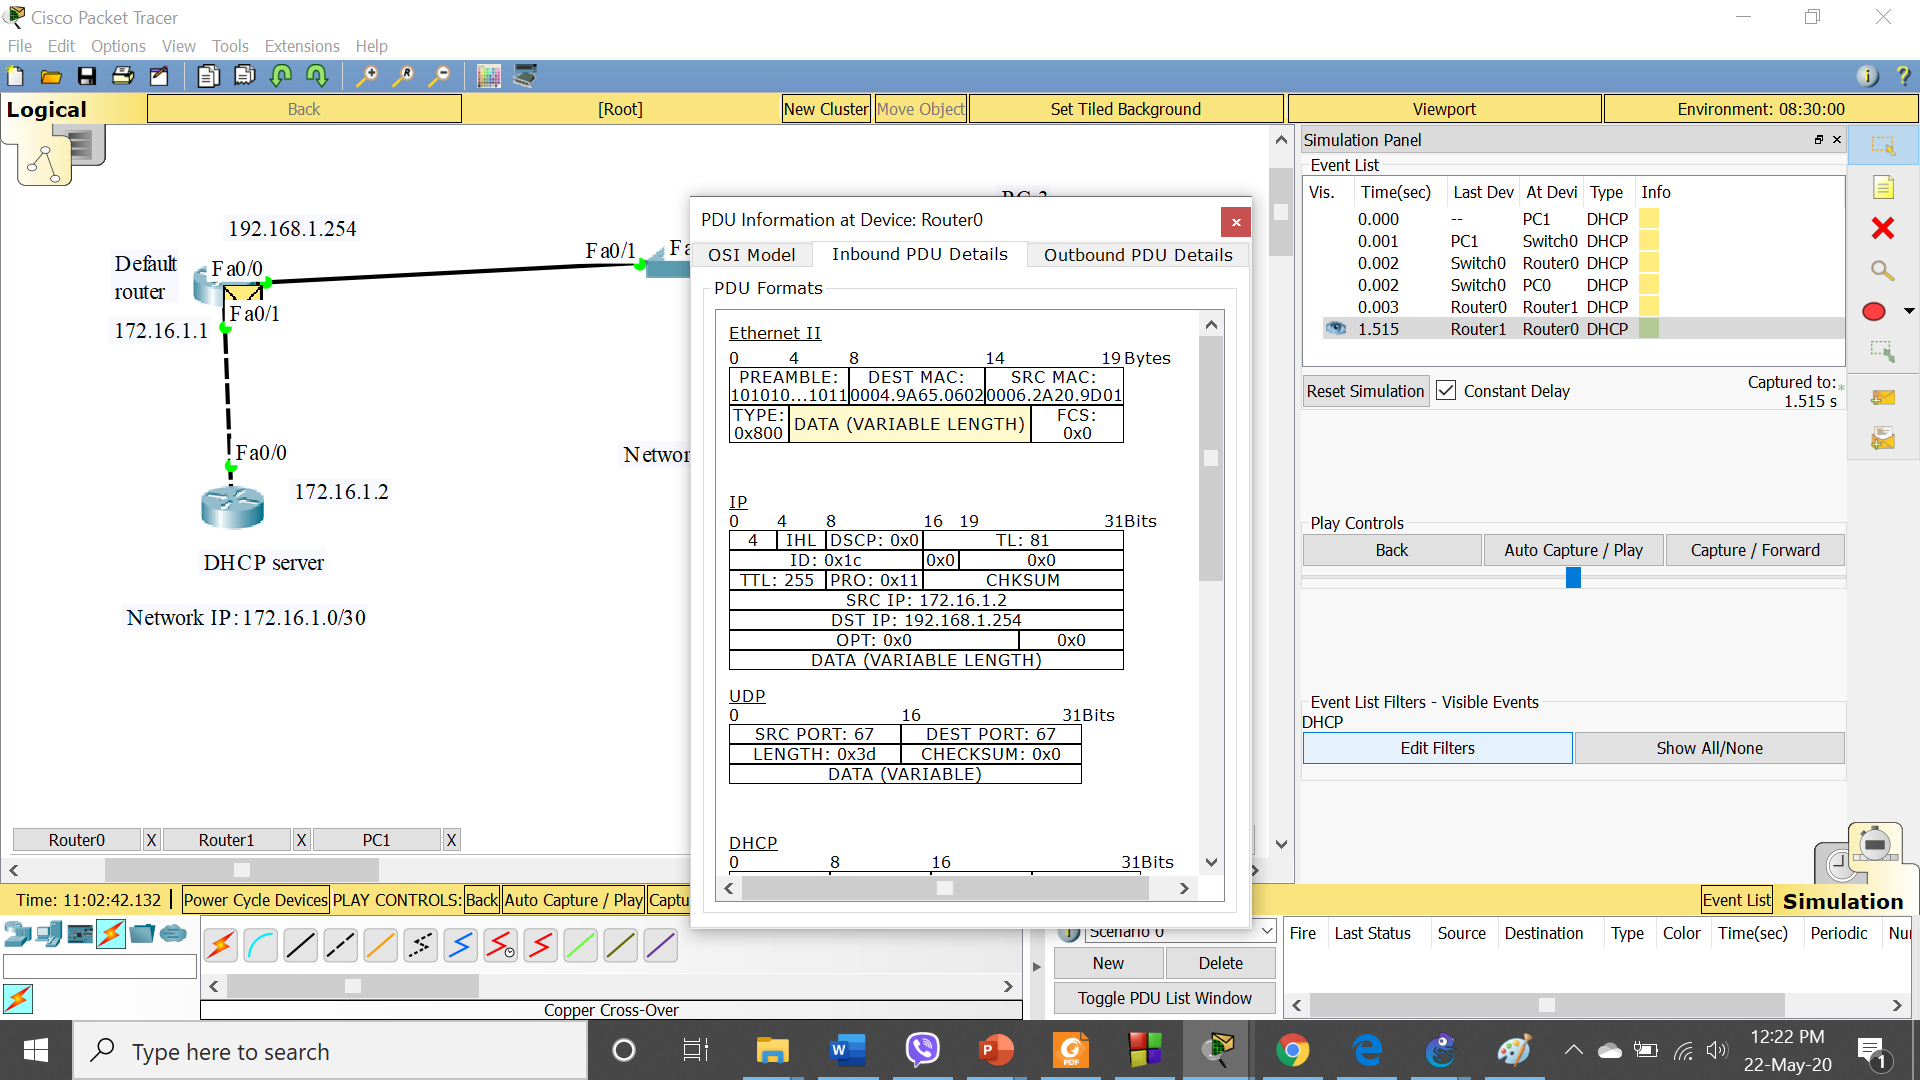 Cisco Packet Tracer
File Edit Options View Tools Extensions Help
Logical Back [Root] New Cluster Move Object Set Tiled Background Viewport Environment: 08:30:00
192.168.1.254
Default router
Fa0/0
Fa0/1
172.16.1.1
Fa0/1
Fa
Fa0/0
172.16.1.2
DHCP server
Network IP: 172.16.1.0/30
Networ
PDU Information at Device: Router0
OSI Model Inbound PDU Details Outbound PDU Details
PDU Formats
Ethernet II
0 4 8 14 19 Bytes
PREAMBLE: 101010...1011 DEST MAC: 0004.9A65.0602 SRC MAC: 0006.2A20.9D01
TYPE: 0x800 DATA (VARIABLE LENGTH) FCS: 0x0
IP
0 4 8 16 19 31 Bits
4 IHL DSCP: 0x0 TL: 81
ID: 0x1c 0x0 0x0
TTL: 255 PRO: 0x11 CHKSUM
SRC IP: 172.16.1.2
DST IP: 192.168.1.254
OPT: 0x0 0x0
DATA (VARIABLE LENGTH)
UDP
0 16 31 Bits
SRC PORT: 67 DEST PORT: 67
LENGTH: 0x3d CHECKSUM: 0x0
DATA (VARIABLE)
DHCP
0 8 16 31 Bits
Simulation Panel
Event List
Vis. Time(sec) Last Dev At Devi Type Info
0.000 -- PC1 DHCP
0.001 PC1 Switch0 DHCP
0.002 Switch0 Router0 DHCP
0.002 Switch0 PC0 DHCP
0.003 Router0 Router1 DHCP
1.515 Router1 Router0 DHCP
Reset Simulation Constant Delay Captured to: *
1.515 s
Play Controls
Back Auto Capture / Play Capture / Forward
Event List Filters - Visible Events
DHCP
Edit Filters Show All/None
Router0 X Router1 X PC1 X
Time: 11:02:42.132 Power Cycle Devices PLAY CONTROLS: Back Auto Capture / Play Captu
Event List Simulation
Scenario 0
New Delete
Toggle PDU List Window
Fire Last Status Source Destination Type Color Time(sec) Periodic Nu
Copper Cross-Over
Type here to search
12:22 PM
22-May-20
1